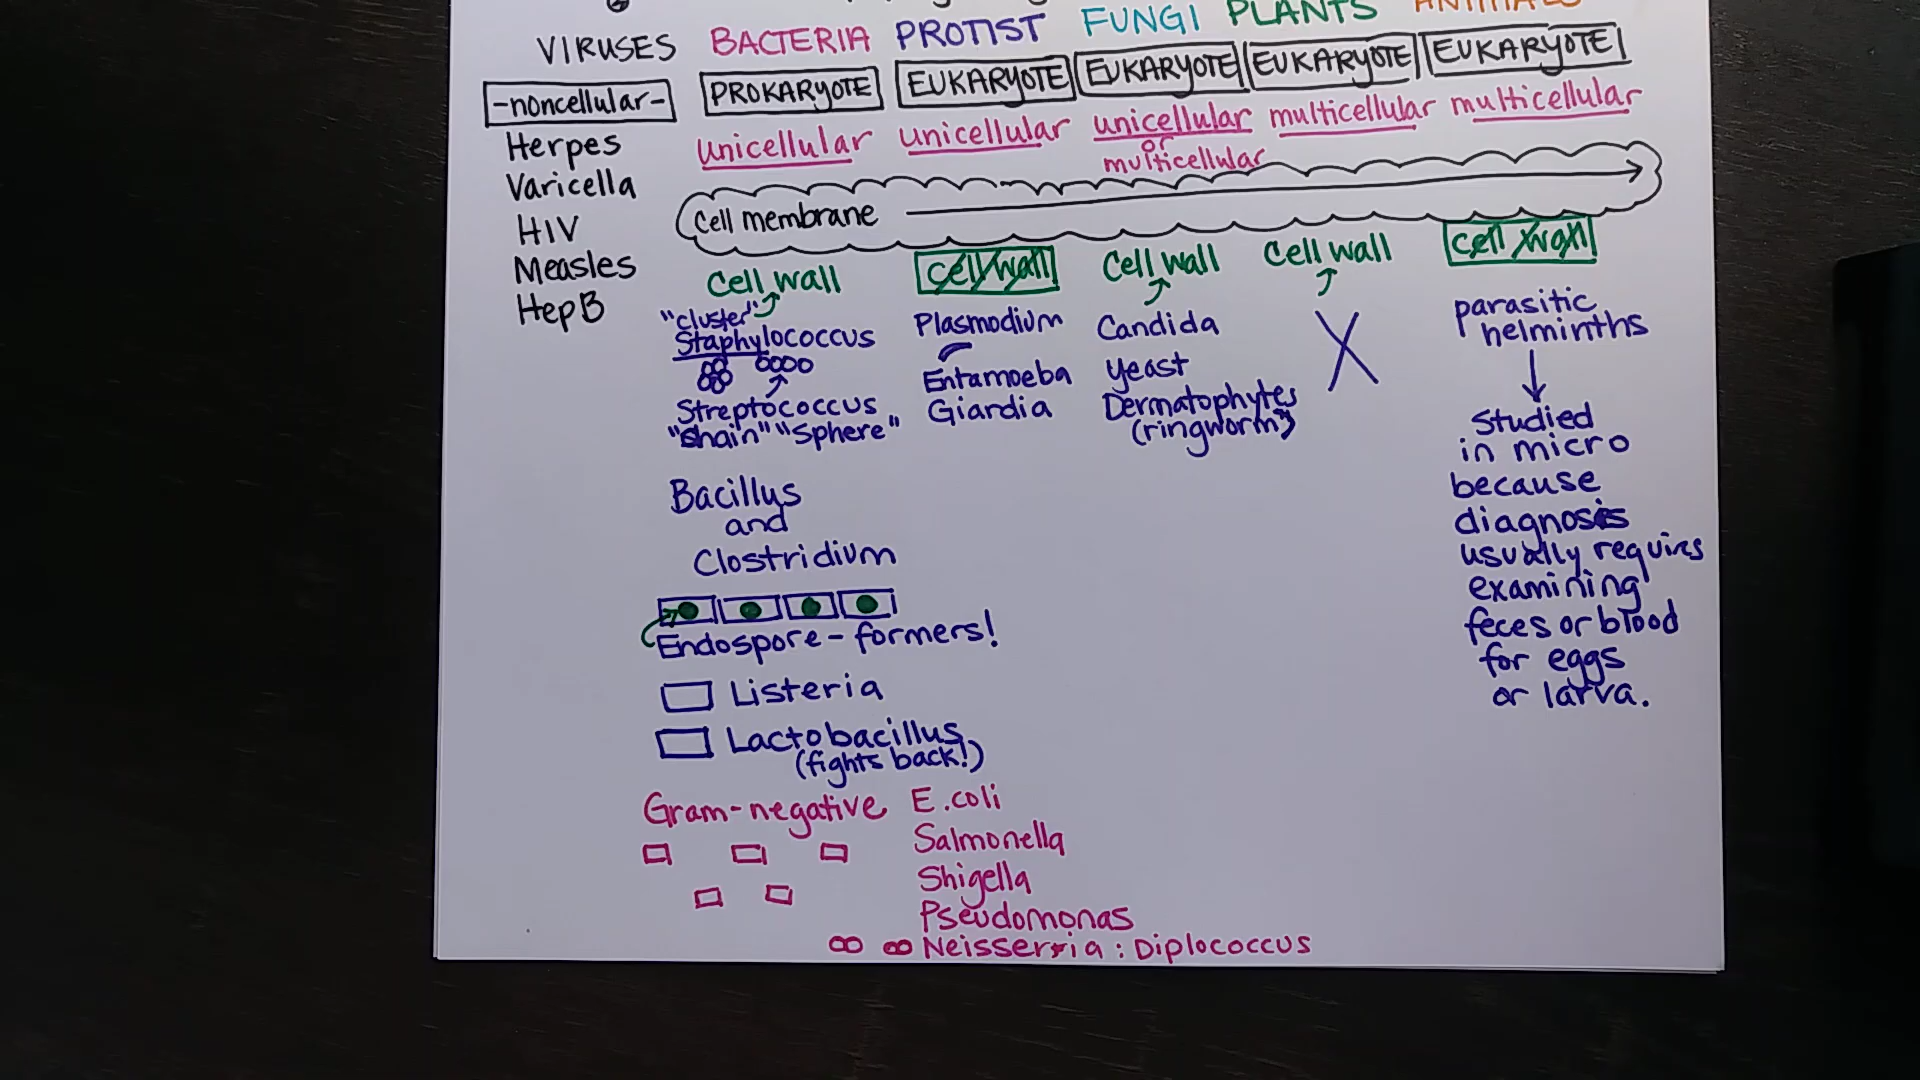 VIRUSES BACTERIA PROTIST FUNGI PLANTS ANIMALS
-noncellular- PROKARYOTE EUKARYOTE EUKARYOTE EUKARYOTE EUKARYOTE
Herpes
Varicella
HIV
Measles
Hep B
unicellular unicellular unicellular multicellular multicellular
or
multicellular
Cell membrane
Cell wall Cell wall Cell wall Cell wall Cell wall
"cluster"
Staphylococcus
Streptococcus
"chain" "Sphere"
Bacillus
and
Clostridium
Endospore-formers!
Listeria
Lactobacillus
(fights back!)
Gram-negative
E.coli
Salmonella
Shigella
Pseudomonas
Neisseria: Diplococcus
Plasmodium
Entamoeba
Giardia
Candida
Yeast
Dermatophytes
(ringworm)
parasitic
helminths
Studied
in micro
because
diagnosis
usually requires
examining
feces or blood
for eggs
or larva.